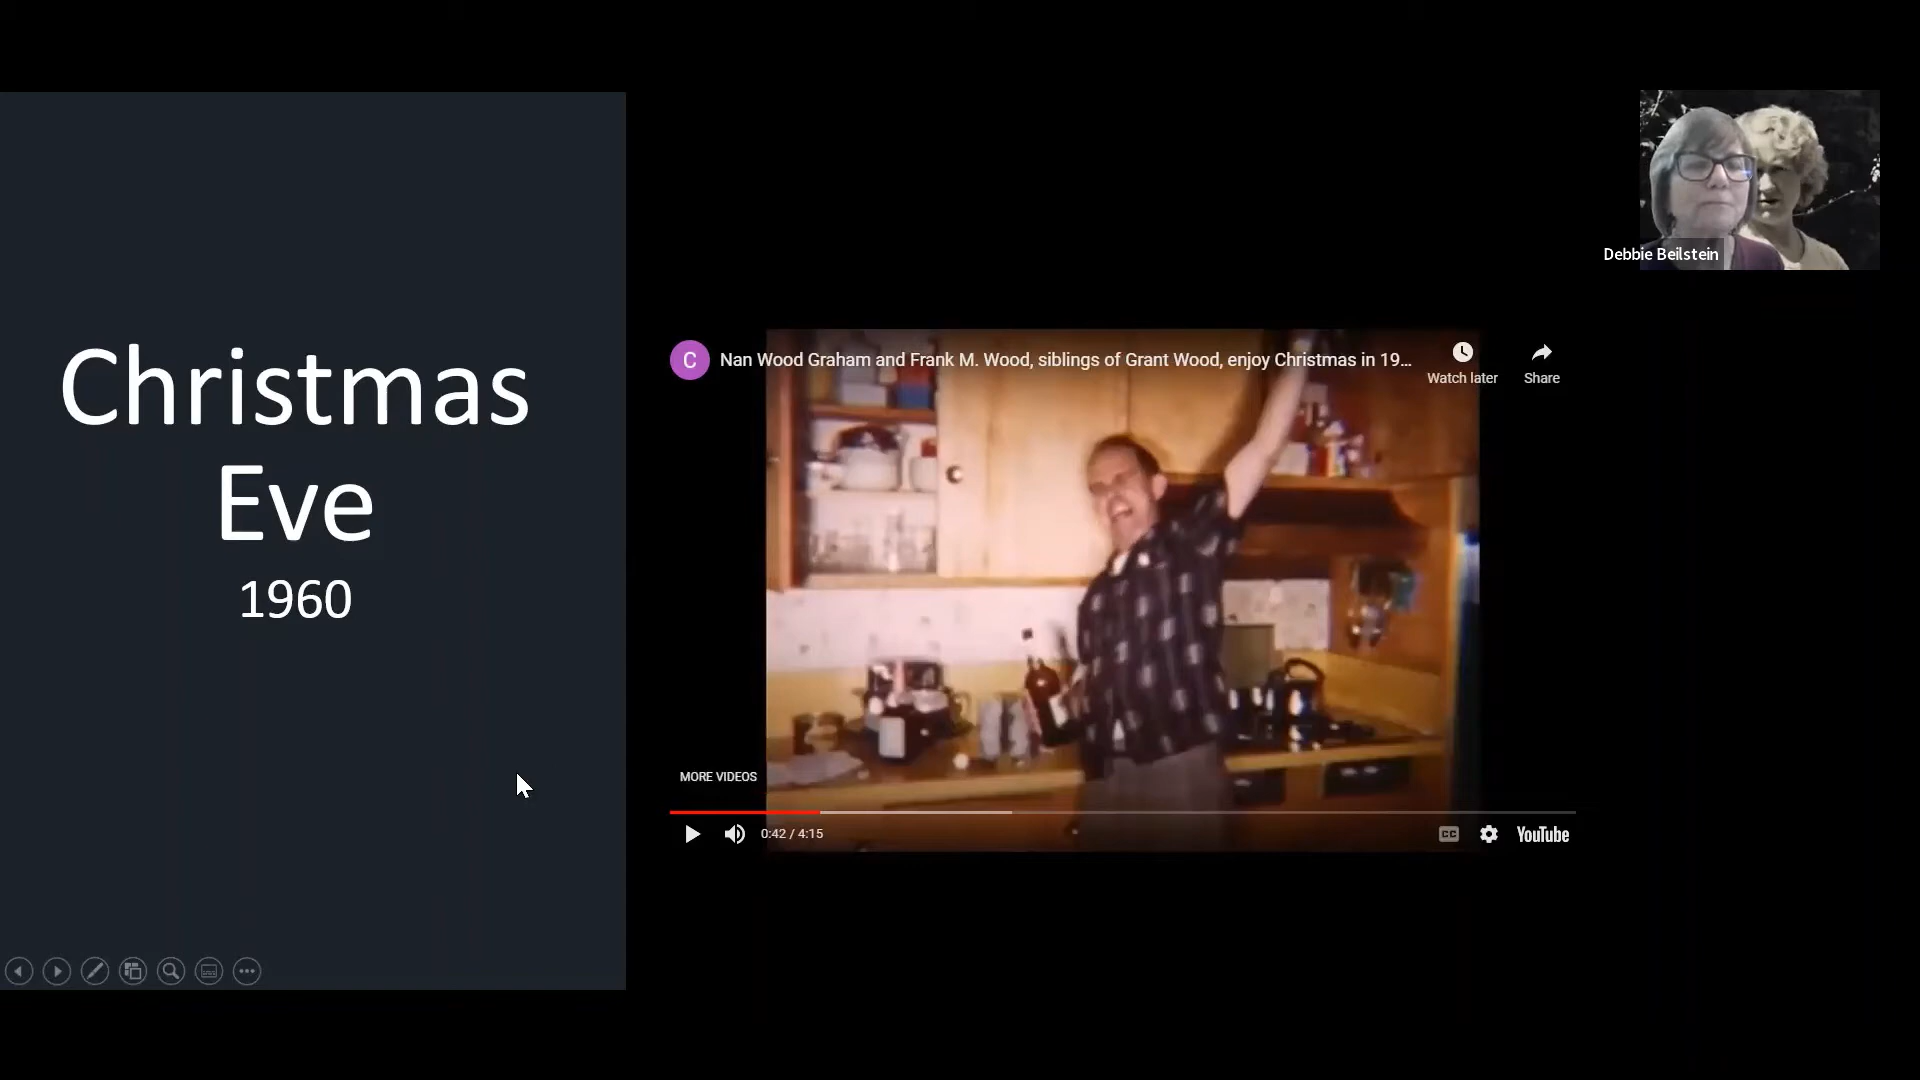 Christmas
Eve
1960
C
Nan Wood Graham and Frank M. Wood, siblings of Grant Wood, enjoy Christmas in 19...
Watch later
Share
MORE VIDEOS
0:42 / 4:15
CC
YouTube
Debbie Beilstein